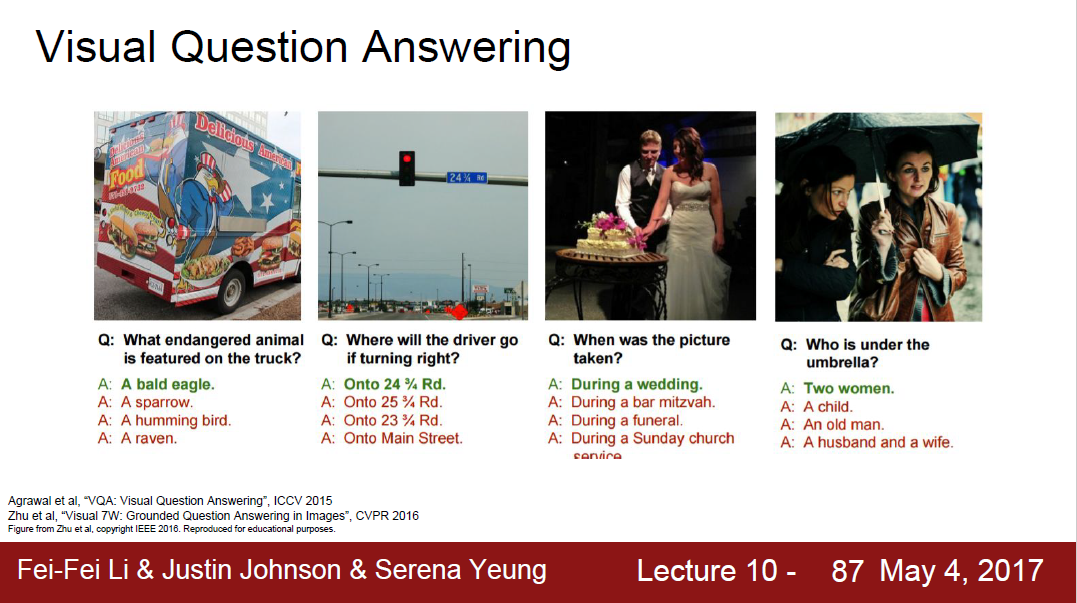 Visual Question Answering
Delicious American
Delicious
American
Food
24 ¾ Rd
Q: What endangered animal
is featured on the truck?
A: A bald eagle.
A: A sparrow.
A: A humming bird.
A: A raven.
Q: Where will the driver go
if turning right?
A: Onto 24 ¾ Rd.
A: Onto 25 ¾ Rd.
A: Onto 23 ¾ Rd.
A: Onto Main Street.
Q: When was the picture
taken?
A: During a wedding.
A: During a bar mitzvah.
A: During a funeral.
A: During a Sunday church
service
Q: Who is under the
umbrella?
A: Two women.
A: A child.
A: An old man.
A: A husband and a wife.
Agrawal et al, “VQA: Visual Question Answering”, ICCV 2015
Zhu et al, “Visual 7W: Grounded Question Answering in Images”, CVPR 2016
Figure from Zhu et al, copyright IEEE 2016. Reproduced for educational purposes.
Fei-Fei Li & Justin Johnson & Serena Yeung
Lecture 10 - 87 May 4, 2017